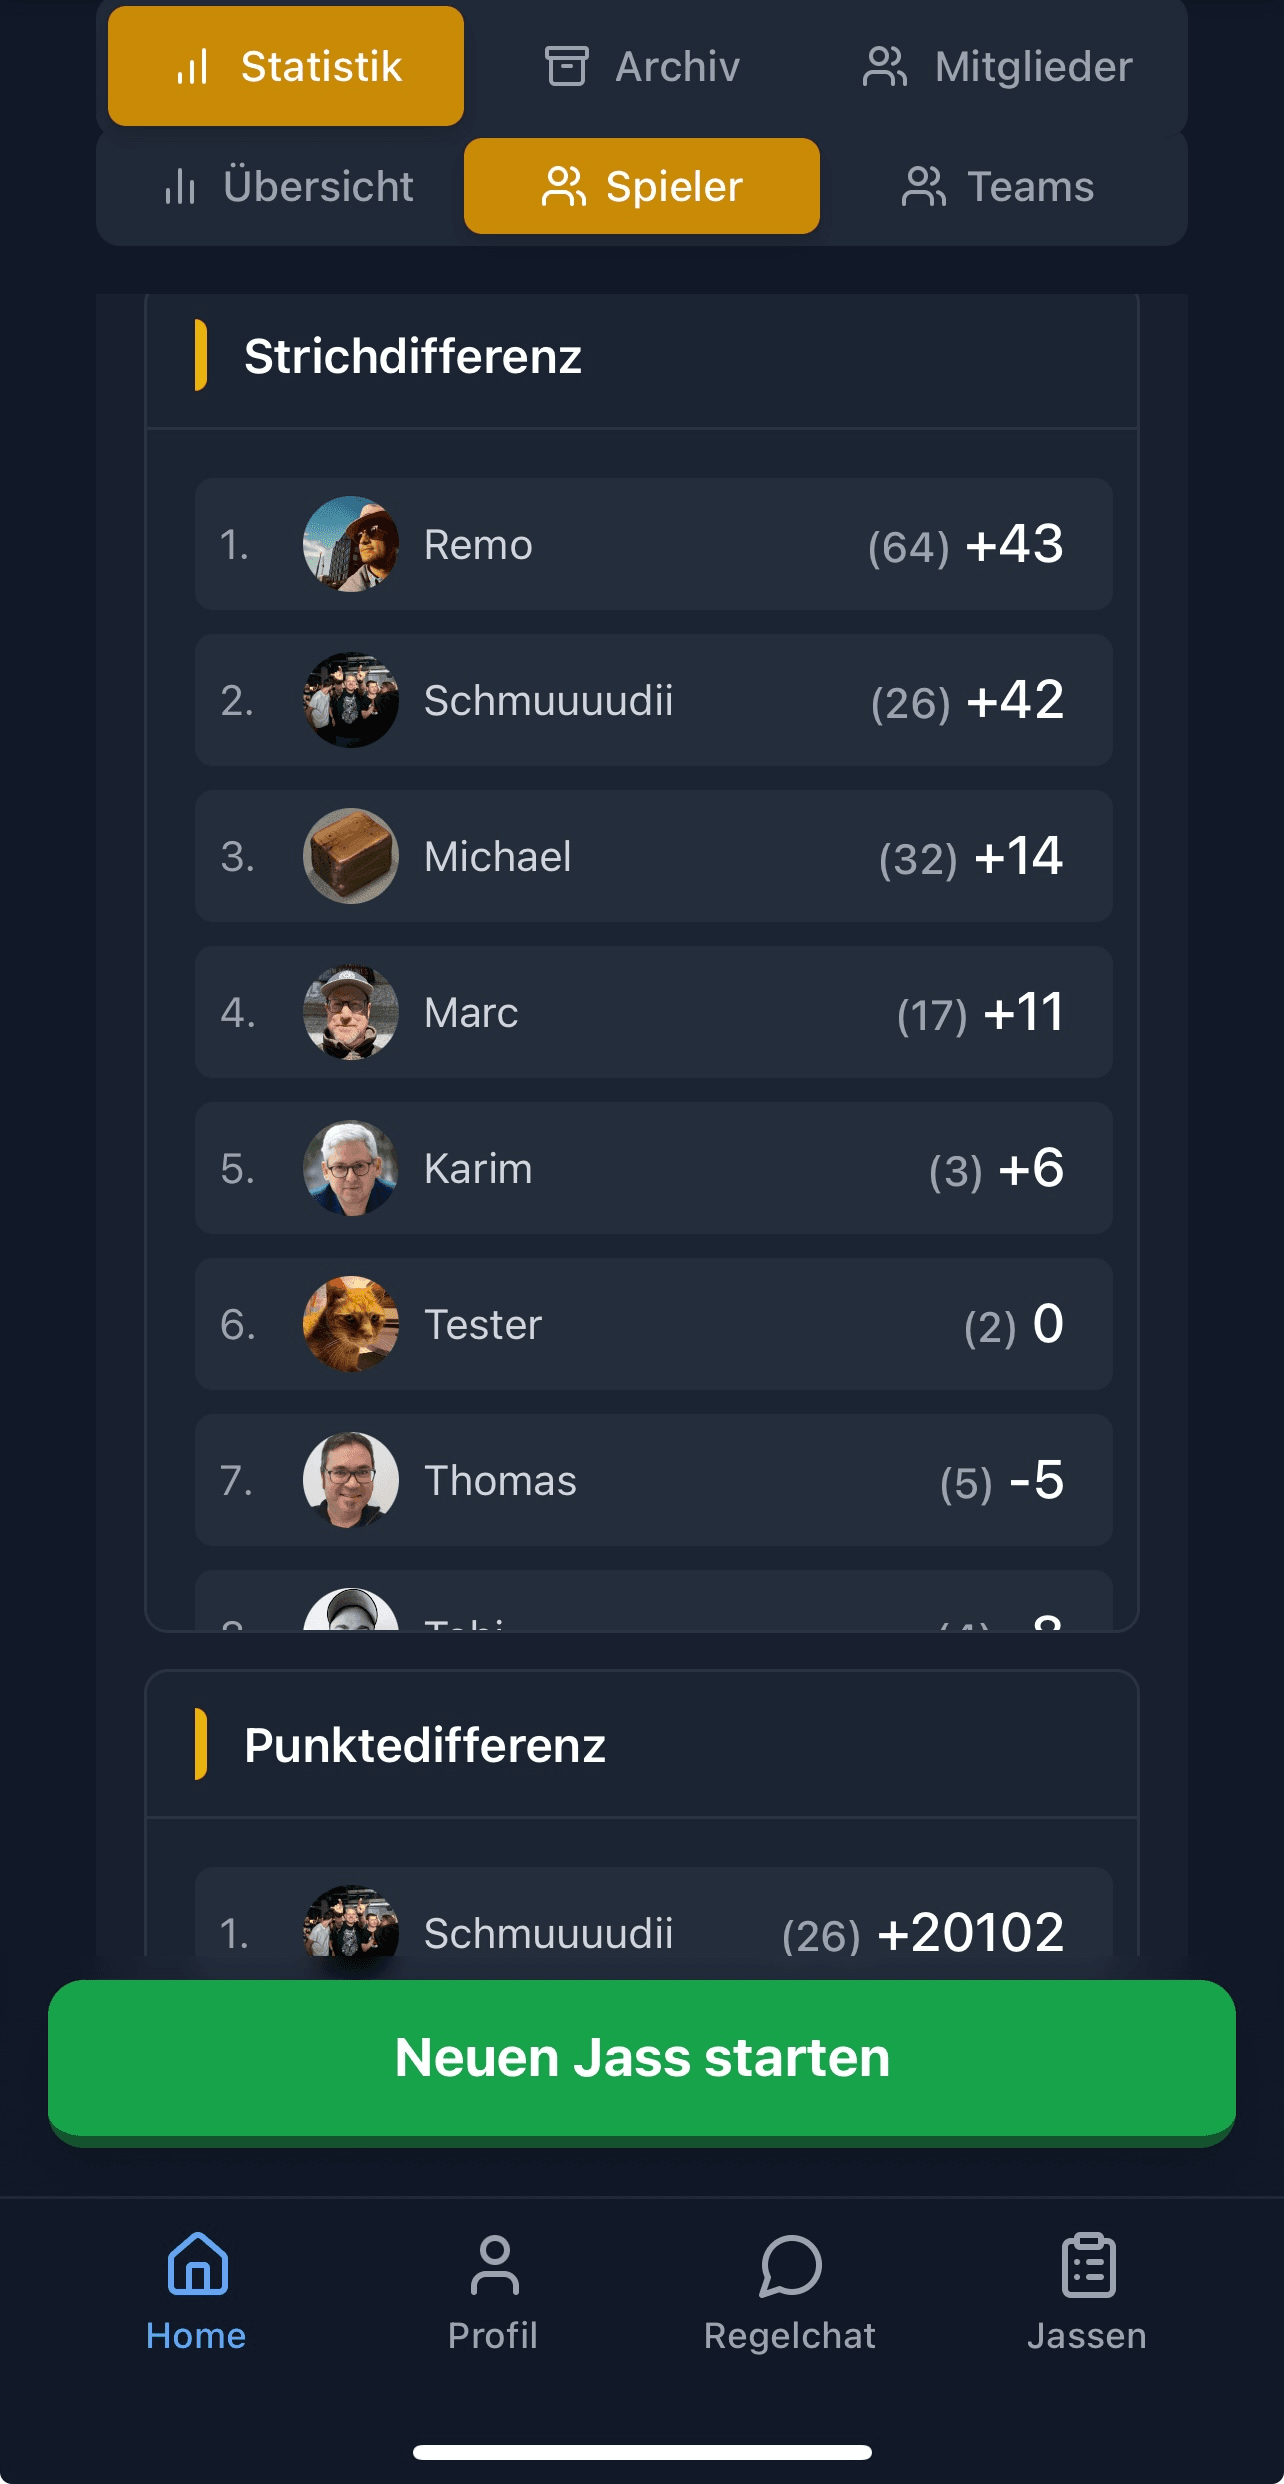 Statistik Archiv Mitglieder
Übersicht Spieler Teams
Strichdifferenz
1. Remo (64) +43
2. Schmuuuudii (26) +42
3. Michael (32) +14
4. Marc (17) +11
5. Karim (3) +6
6. Tester (2) 0
7. Thomas (5) -5
Punktedifferenz
1. Schmuuuudii (26) +20102
Neuen Jass starten
Home Profil Regelchat Jassen